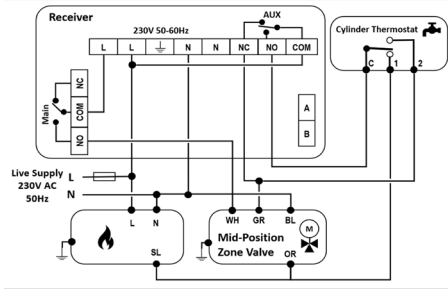 Receiver
AUX
230V 50-60Hz
L L N N NC NO COM
Cylinder Thermostat
C 1 2
Main
NC
COM
NO
A
B
Live Supply
230V AC
50Hz
L
N
L N
SL
WH GR BL
Mid-Position
Zone Valve
M
OR